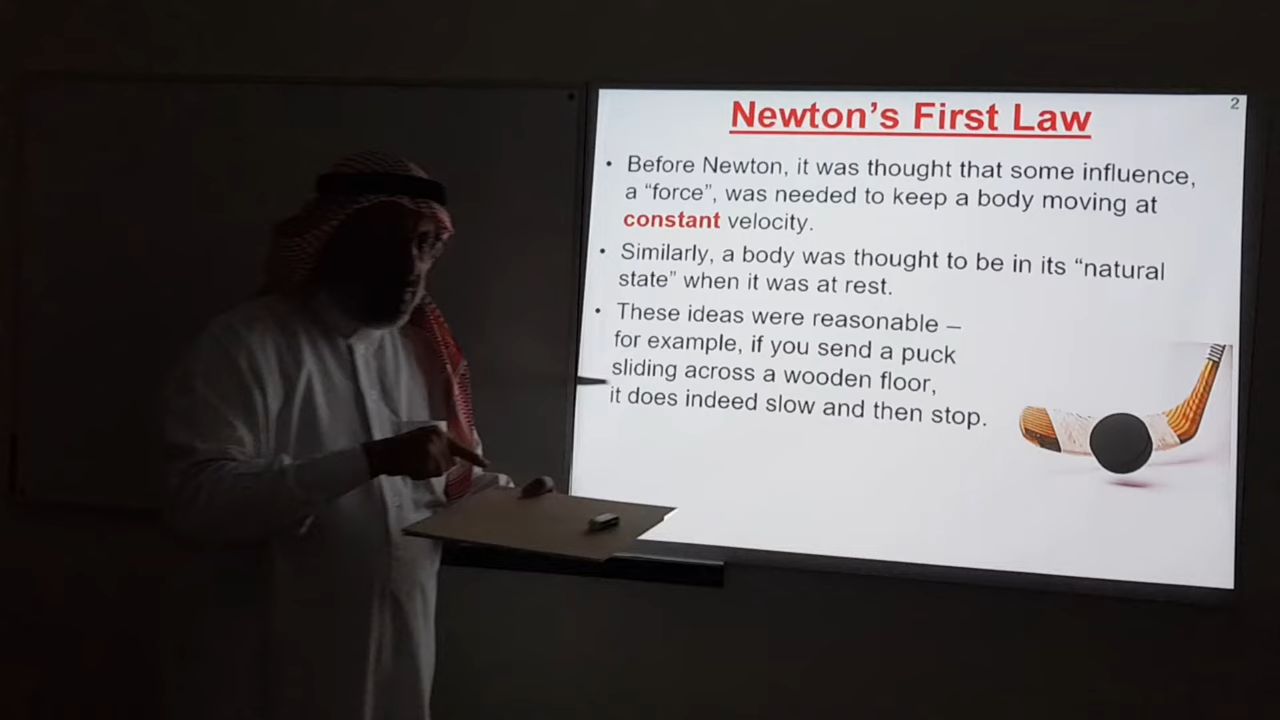 2
Newton's First Law
• Before Newton, it was thought that some influence,
a “force”, was needed to keep a body moving at
constant velocity.
• Similarly, a body was thought to be in its “natural
state” when it was at rest.
• These ideas were reasonable –
for example, if you send a puck
sliding across a wooden floor,
it does indeed slow and then stop.